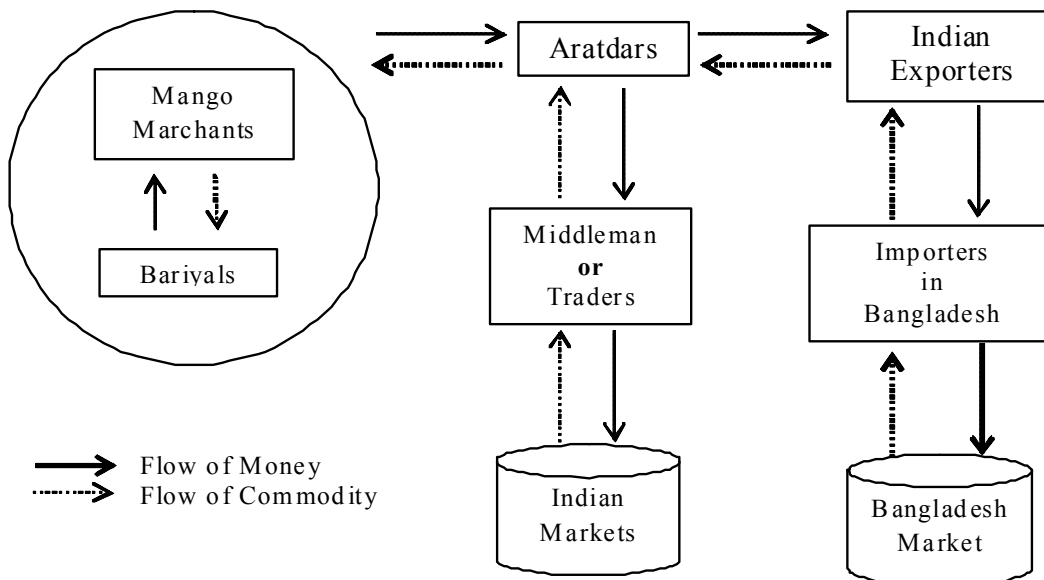 Mango
Marchants
Bariyals
Aratdars
Indian
Exporters
Middleman
or
Traders
Importers
in
Bangladesh
Indian
Markets
Bangladesh
Market
Flow of Money
Flow of Commodity